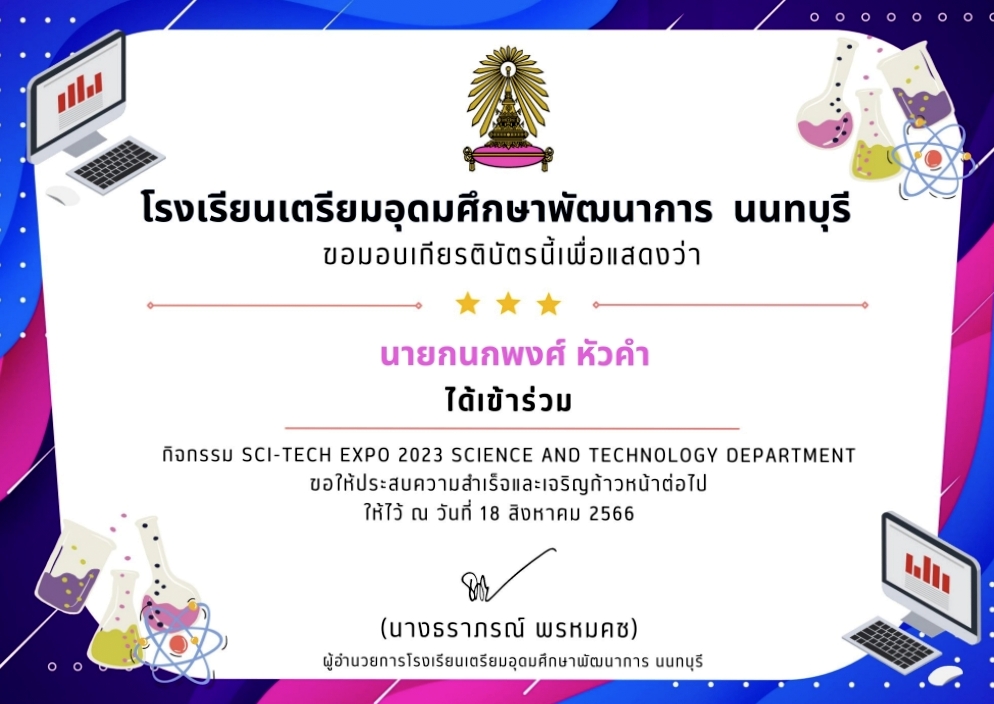 โรงเรียนเตรียมอุดมศึกษาพัฒนาการ นนทบุรี
ขอมอบเกียรติบัตรนี้เพื่อแสดงว่า
นายกนกพงศ์ หัวคำ
ได้เข้าร่วม
กิจกรรม SCI-TECH EXPO 2023 SCIENCE AND TECHNOLOGY DEPARTMENT
ขอให้ประสบความสำเร็จและเจริญก้าวหน้าต่อไป
ให้ไว้ ณ วันที่ 18 สิงหาคม 2566
(นางธราภรณ์ พรหมคช)
ผู้อำนวยการโรงเรียนเตรียมอุดมศึกษาพัฒนาการ นนทบุรี